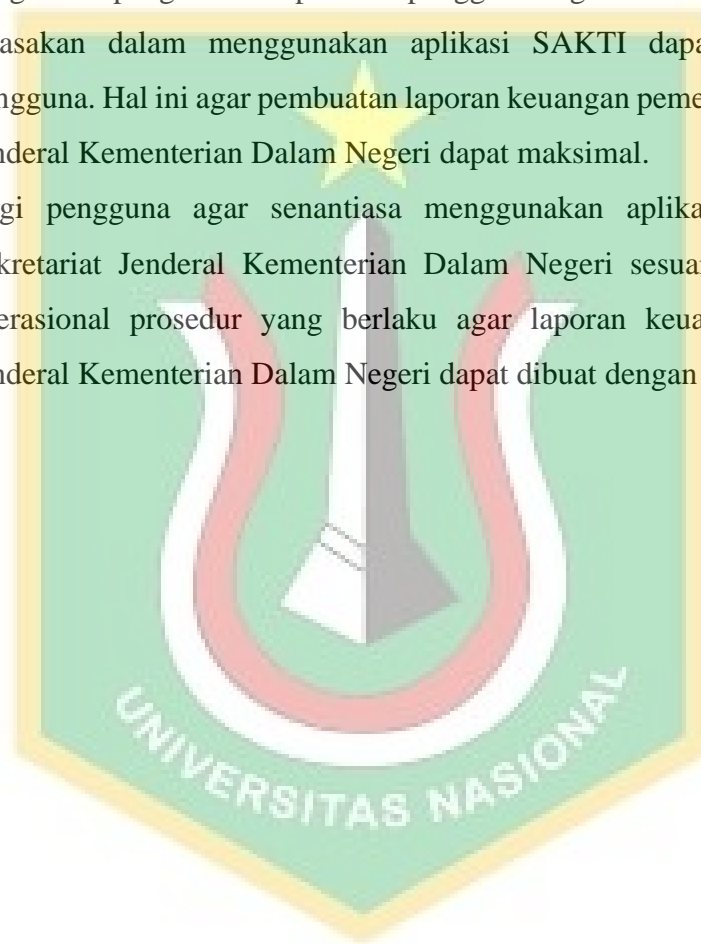 asakan dalam menggunakan aplikasi SAKTI dapa
ngguna. Hal ini agar pembuatan laporan keuangan peme
nderal Kementerian Dalam Negeri dapat maksimal.
gi pengguna agar senantiasa menggunakan aplika
kretariat Jenderal Kementerian Dalam Negeri sesua
erasional prosedur yang berlaku agar laporan keua
nderal Kementerian Dalam Negeri dapat dibuat dengan
UNIVERSITAS NASIONAL